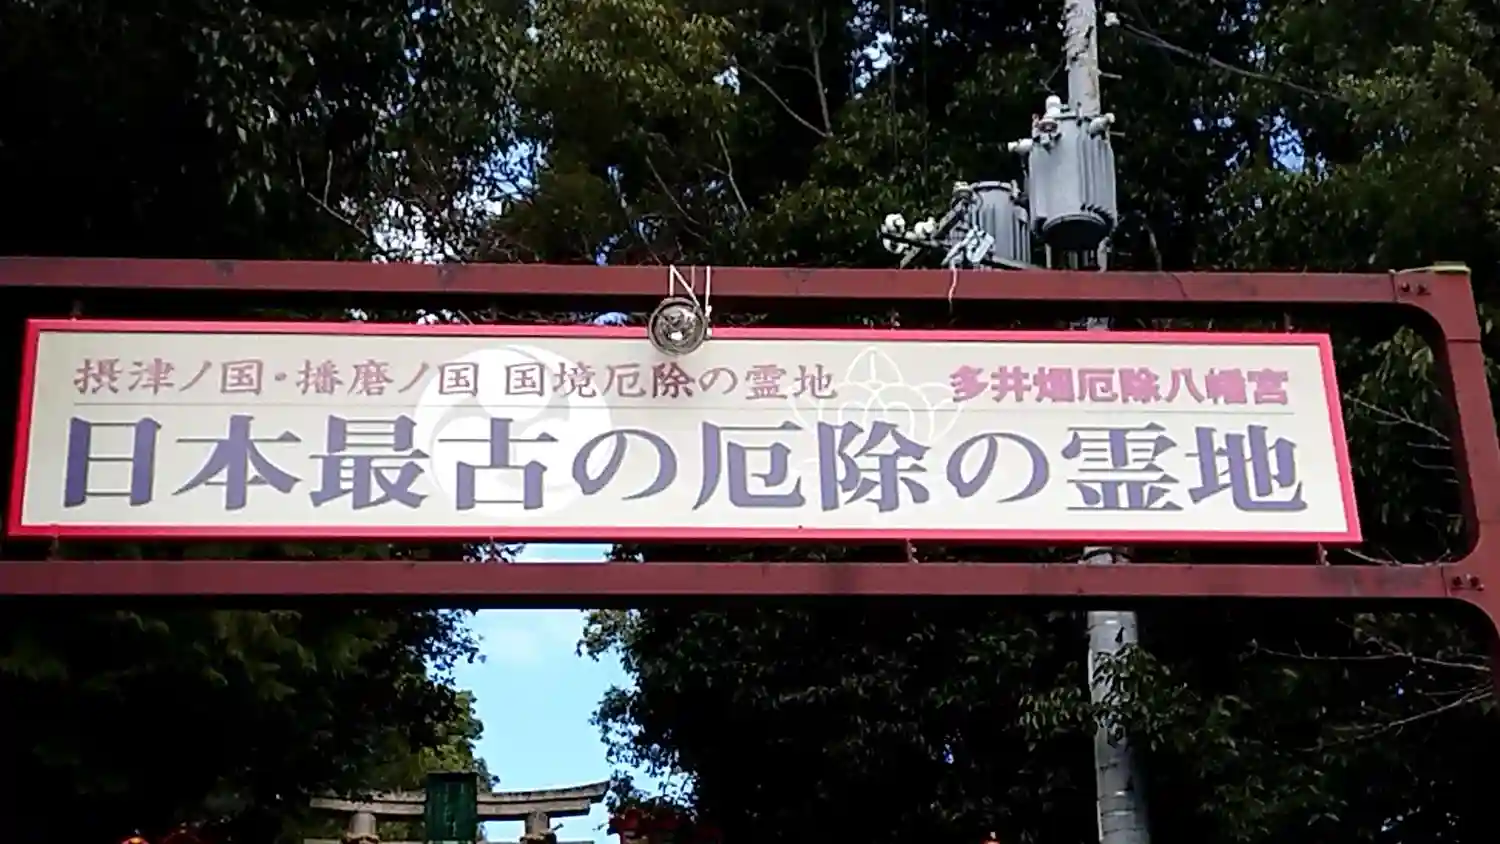 摂津ノ国・播磨ノ国 国境厄除の霊地 多井畑厄除八幡宮
日本最古の厄除の霊地